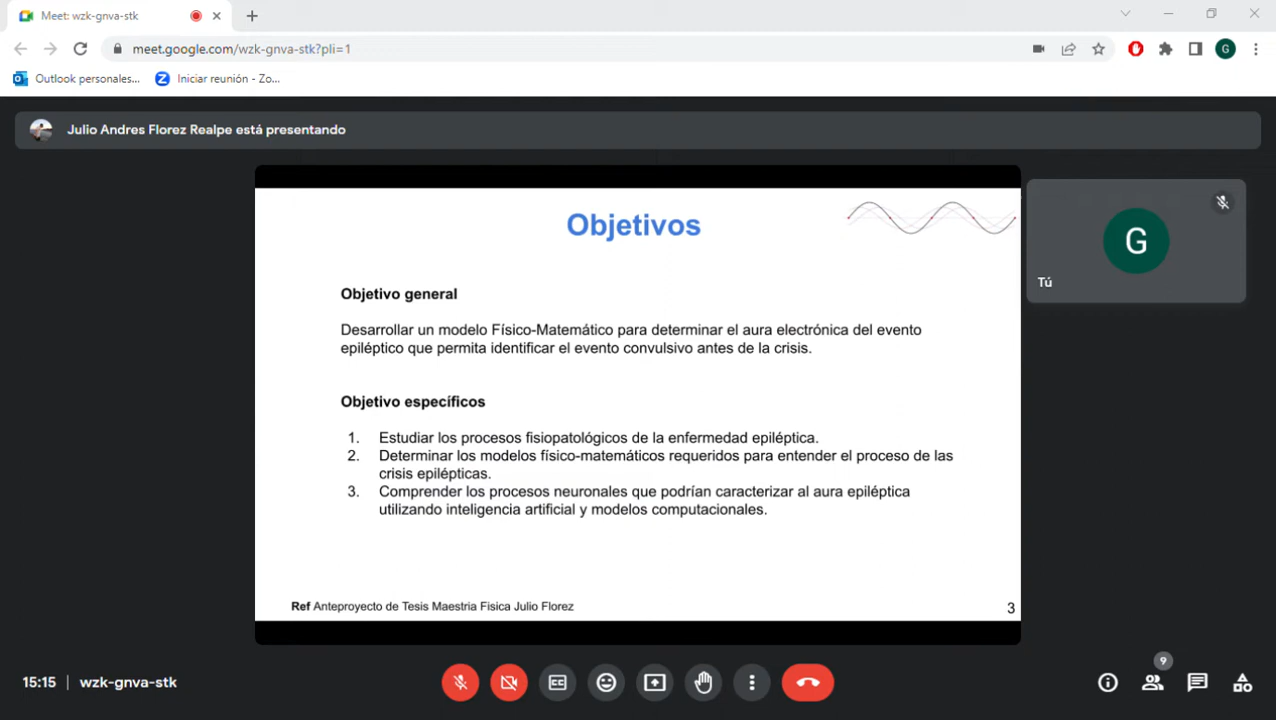 Meet: wzk-gnva-stk
meet.google.com/wzk-gnva-stk?pli=1
G
Outlook personales...
Iniciar reunión - Zo...
Julio Andres Florez Realpe está presentando
Objetivos
G
Tú
Objetivo general
Desarrollar un modelo Físico-Matemático para determinar el aura electrónica del evento
epiléptico que permita identificar el evento convulsivo antes de la crisis.
Objetivo específicos
1. Estudiar los procesos fisiopatológicos de la enfermedad epiléptica.
2. Determinar los modelos físico-matemáticos requeridos para entender el proceso de las
crisis epilépticas.
3. Comprender los procesos neuronales que podrían caracterizar al aura epiléptica
utilizando inteligencia artificial y modelos computacionales.
Ref Anteproyecto de Tesis Maestria Fisica Julio Florez
3
15:15 | wzk-gnva-stk
9